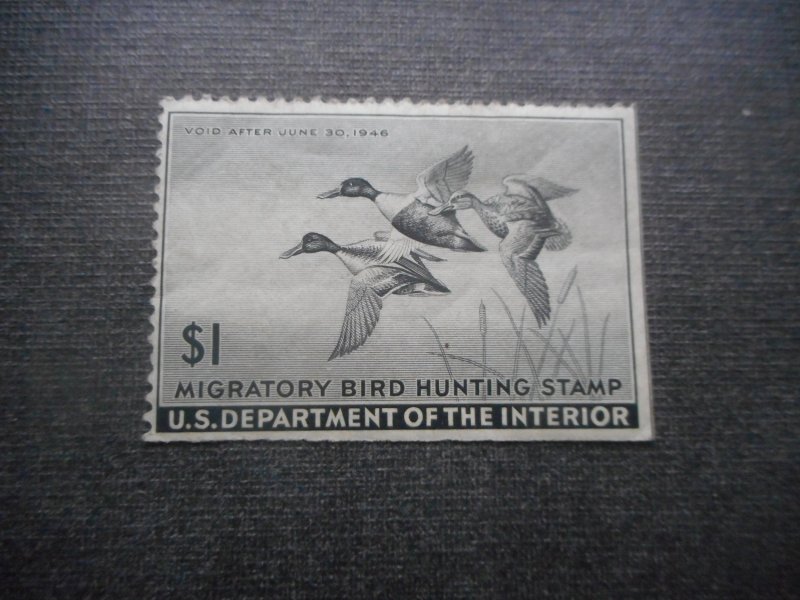 VOID AFTER JUNE 30, 1946
$1
MIGRATORY BIRD HUNTING STAMP
U.S. DEPARTMENT OF THE INTERIOR